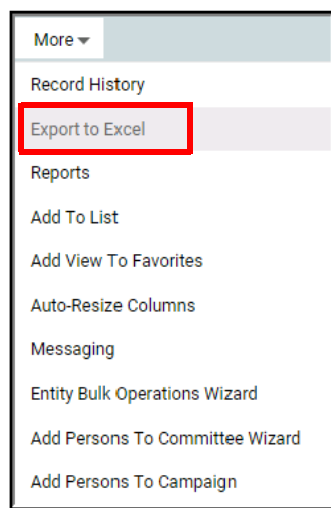 More
Record History
Export to Excel
Reports
Add To List
Add View To Favorites
Auto-Resize Columns
Messaging
Entity Bulk Operations Wizard
Add Persons To Committee Wizard
Add Persons To Campaign